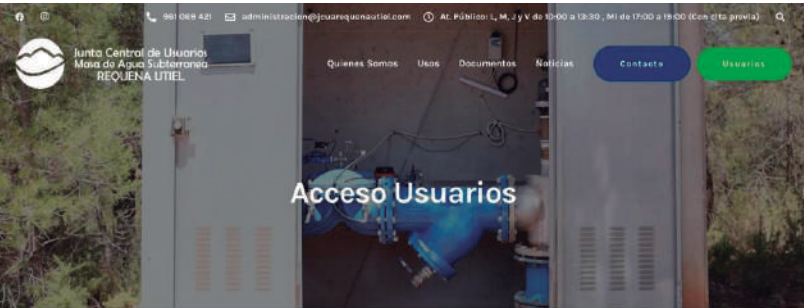 961 069 421 administracion@jcuarequenautiel.com At. Público: L, M, J y V de 10:00 a 13:30 , MI de 17:00 a 19:00 (Con cita previa)
Junta Central de Usuarios
Masa de Agua Subterranea
REQUENA UTIEL
Quienes Somos Usos Documentos Noticias Contacto Usuarios
Acceso Usuarios